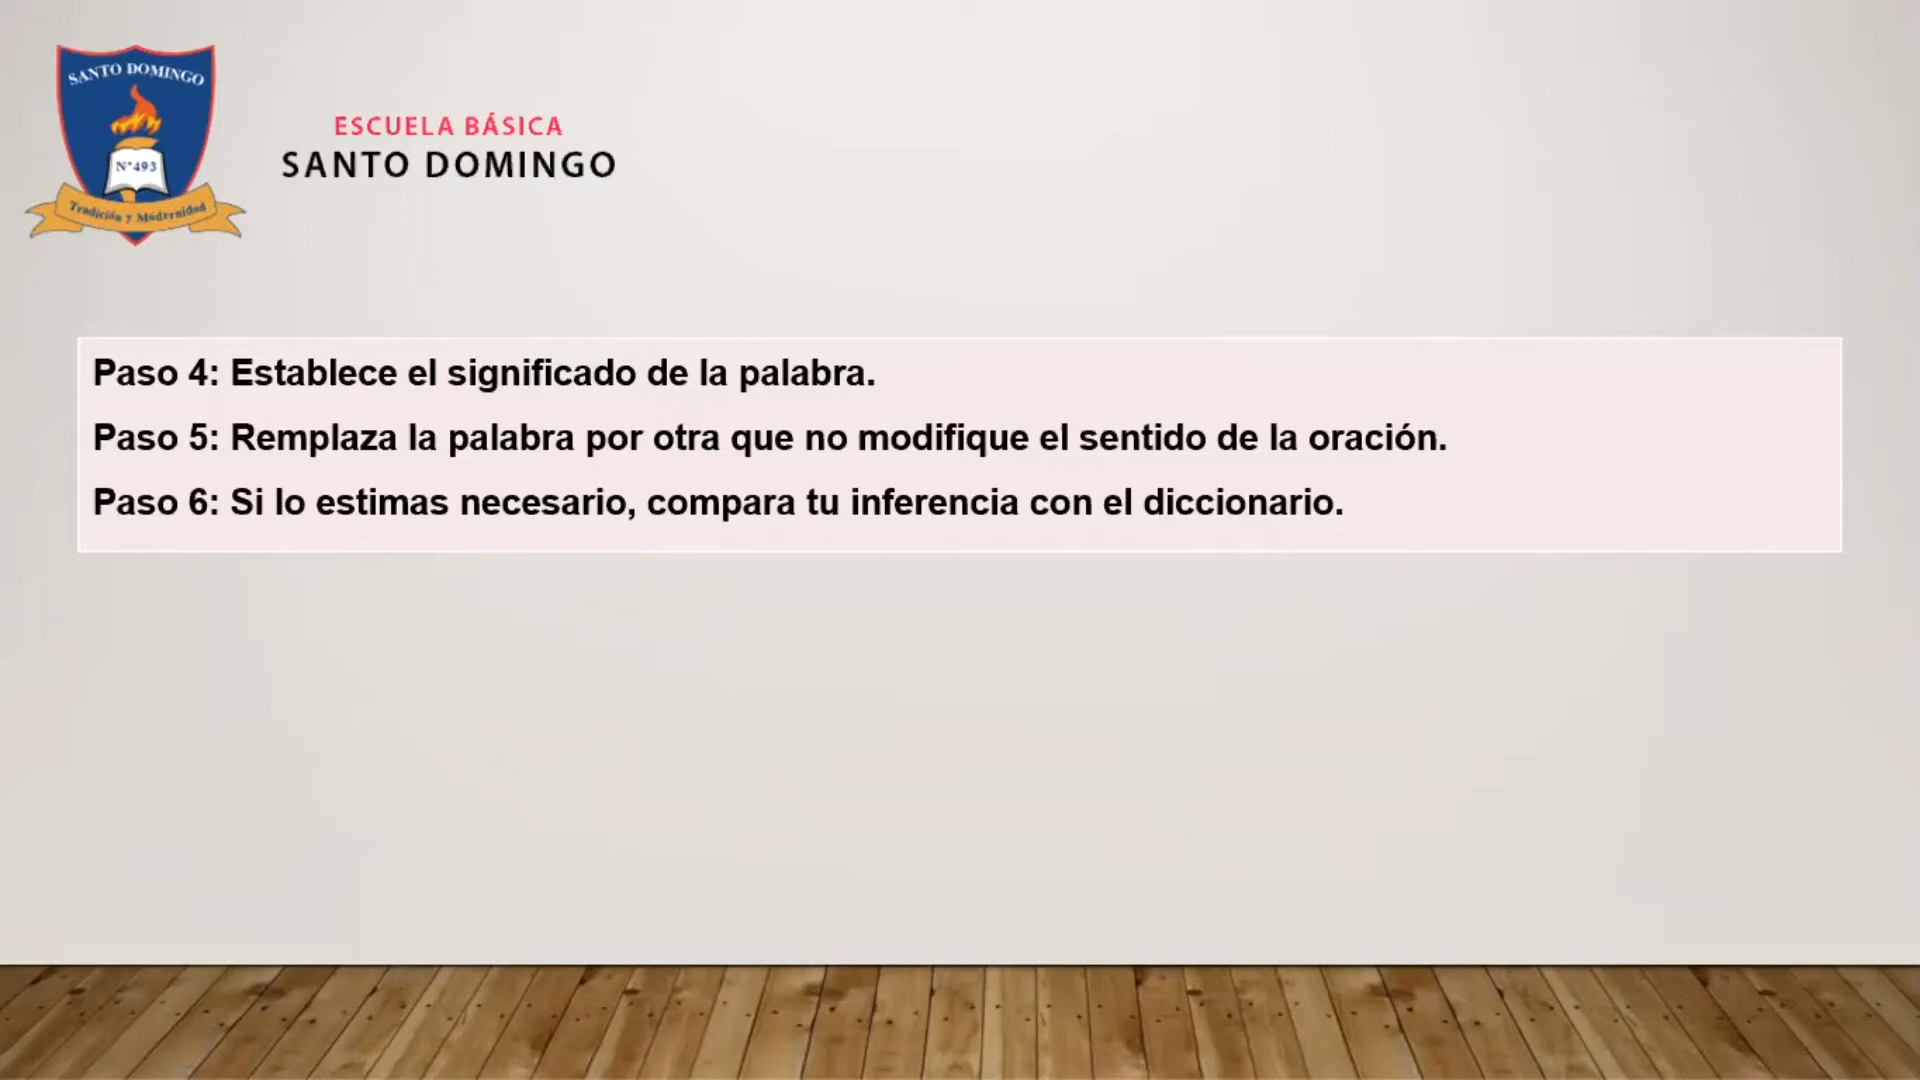 SANTO DOMINGO
N°493
Tradición y Modernidad
ESCUELA BÁSICA
SANTO DOMINGO
Paso 4: Establece el significado de la palabra.
Paso 5: Remplaza la palabra por otra que no modifique el sentido de la oración.
Paso 6: Si lo estimas necesario, compara tu inferencia con el diccionario.